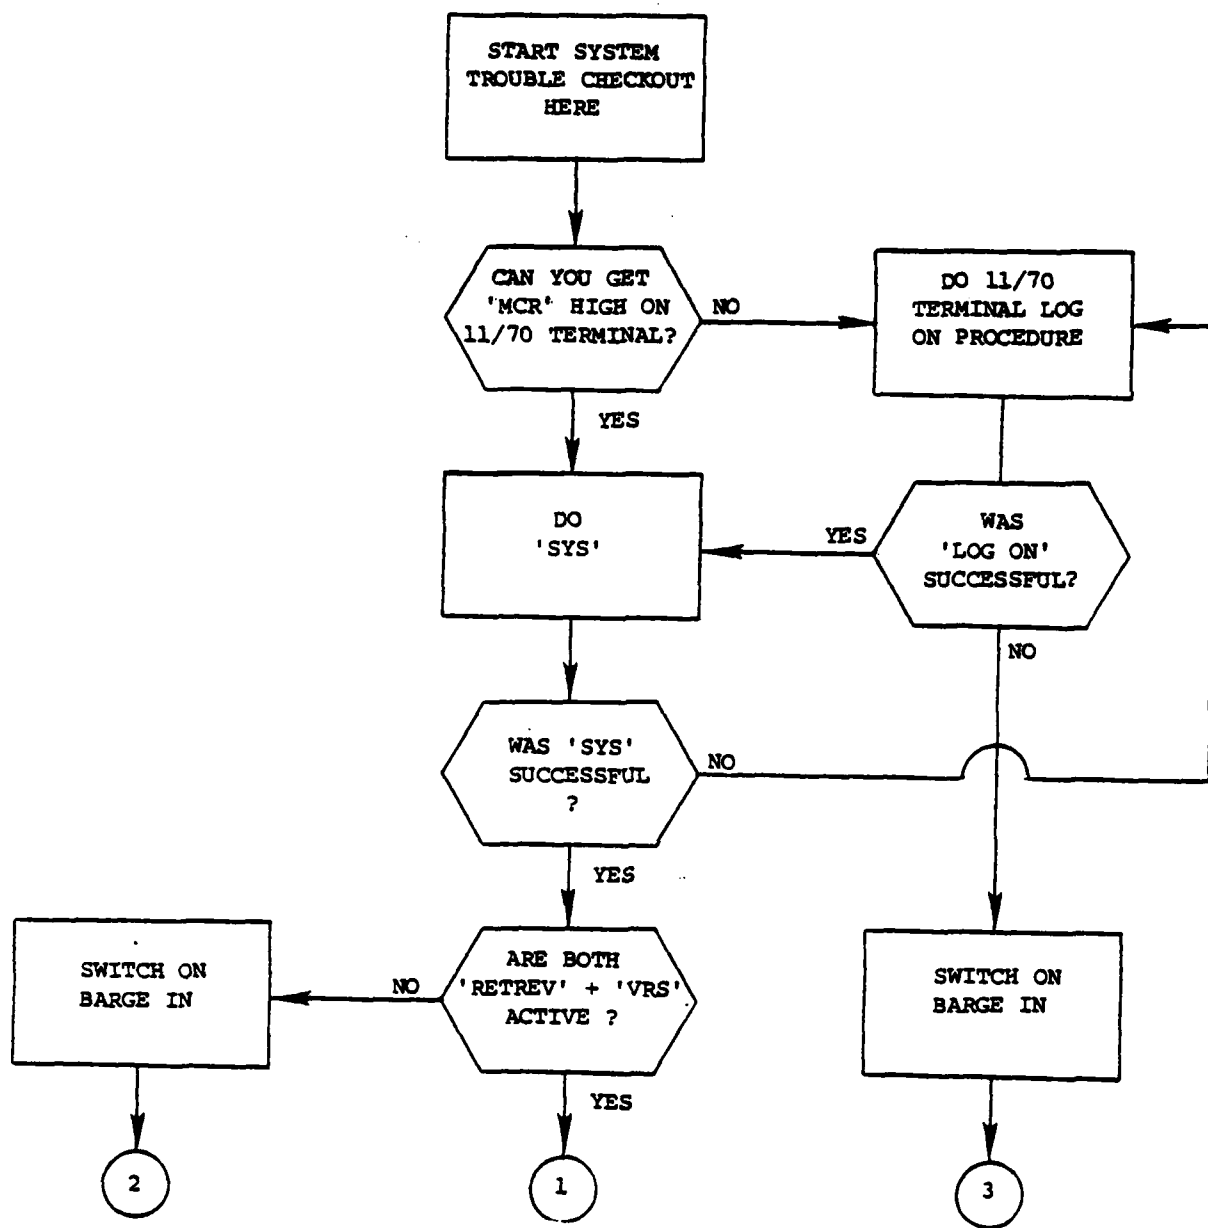 START SYSTEM
TROUBLE CHECKOUT
HERE
CAN YOU GET
'MCR' HIGH ON
11/70 TERMINAL?
NO
DO 11/70
TERMINAL LOG
ON PROCEDURE
YES
DO
'SYS'
YES
WAS
'LOG ON'
SUCCESSFUL?
NO
WAS 'SYS'
SUCCESSFUL
?
NO
YES
SWITCH ON
BARGE IN
NO
ARE BOTH
'RETREV' + 'VRS'
ACTIVE ?
SWITCH ON
BARGE IN
YES
2
1
3